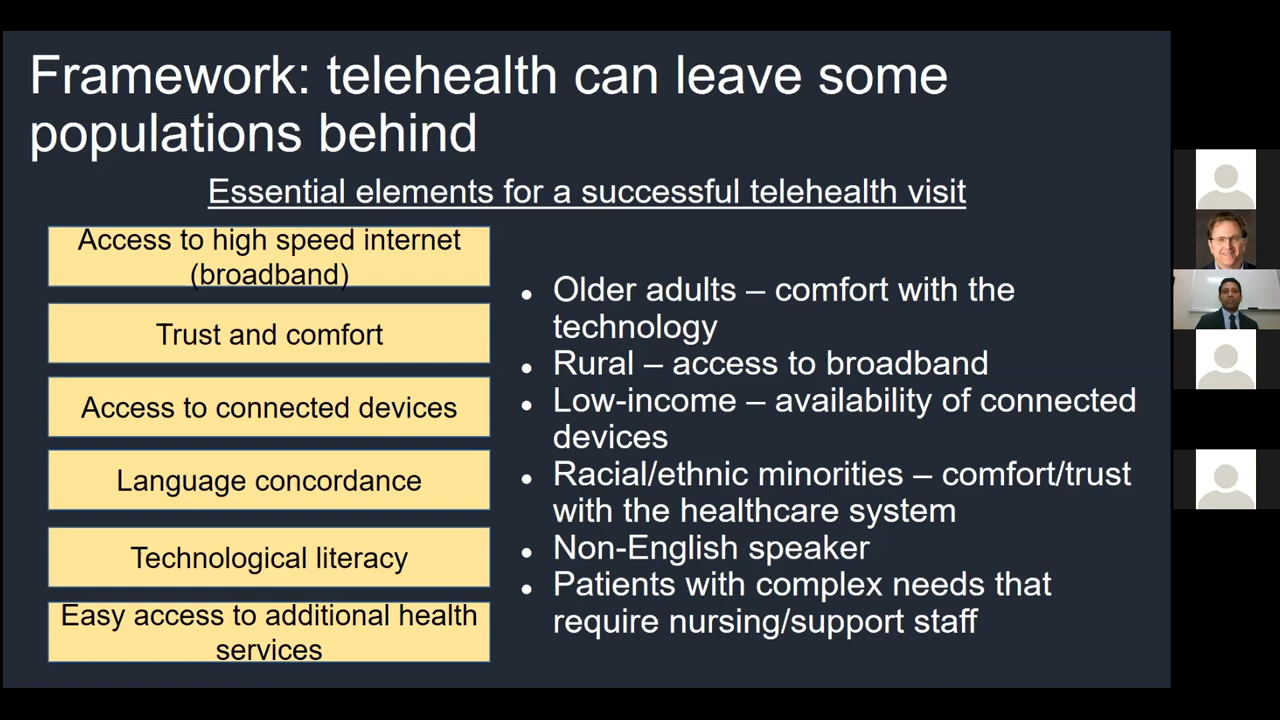 Framework: telehealth can leave some
populations behind
Essential elements for a successful telehealth visit
Access to high speed internet
(broadband)
Trust and comfort
Access to connected devices
Language concordance
Technological literacy
Easy access to additional health
services
● Older adults – comfort with the
technology
● Rural – access to broadband
● Low-income – availability of connected
devices
● Racial/ethnic minorities – comfort/trust
with the healthcare system
● Non-English speaker
● Patients with complex needs that
require nursing/support staff